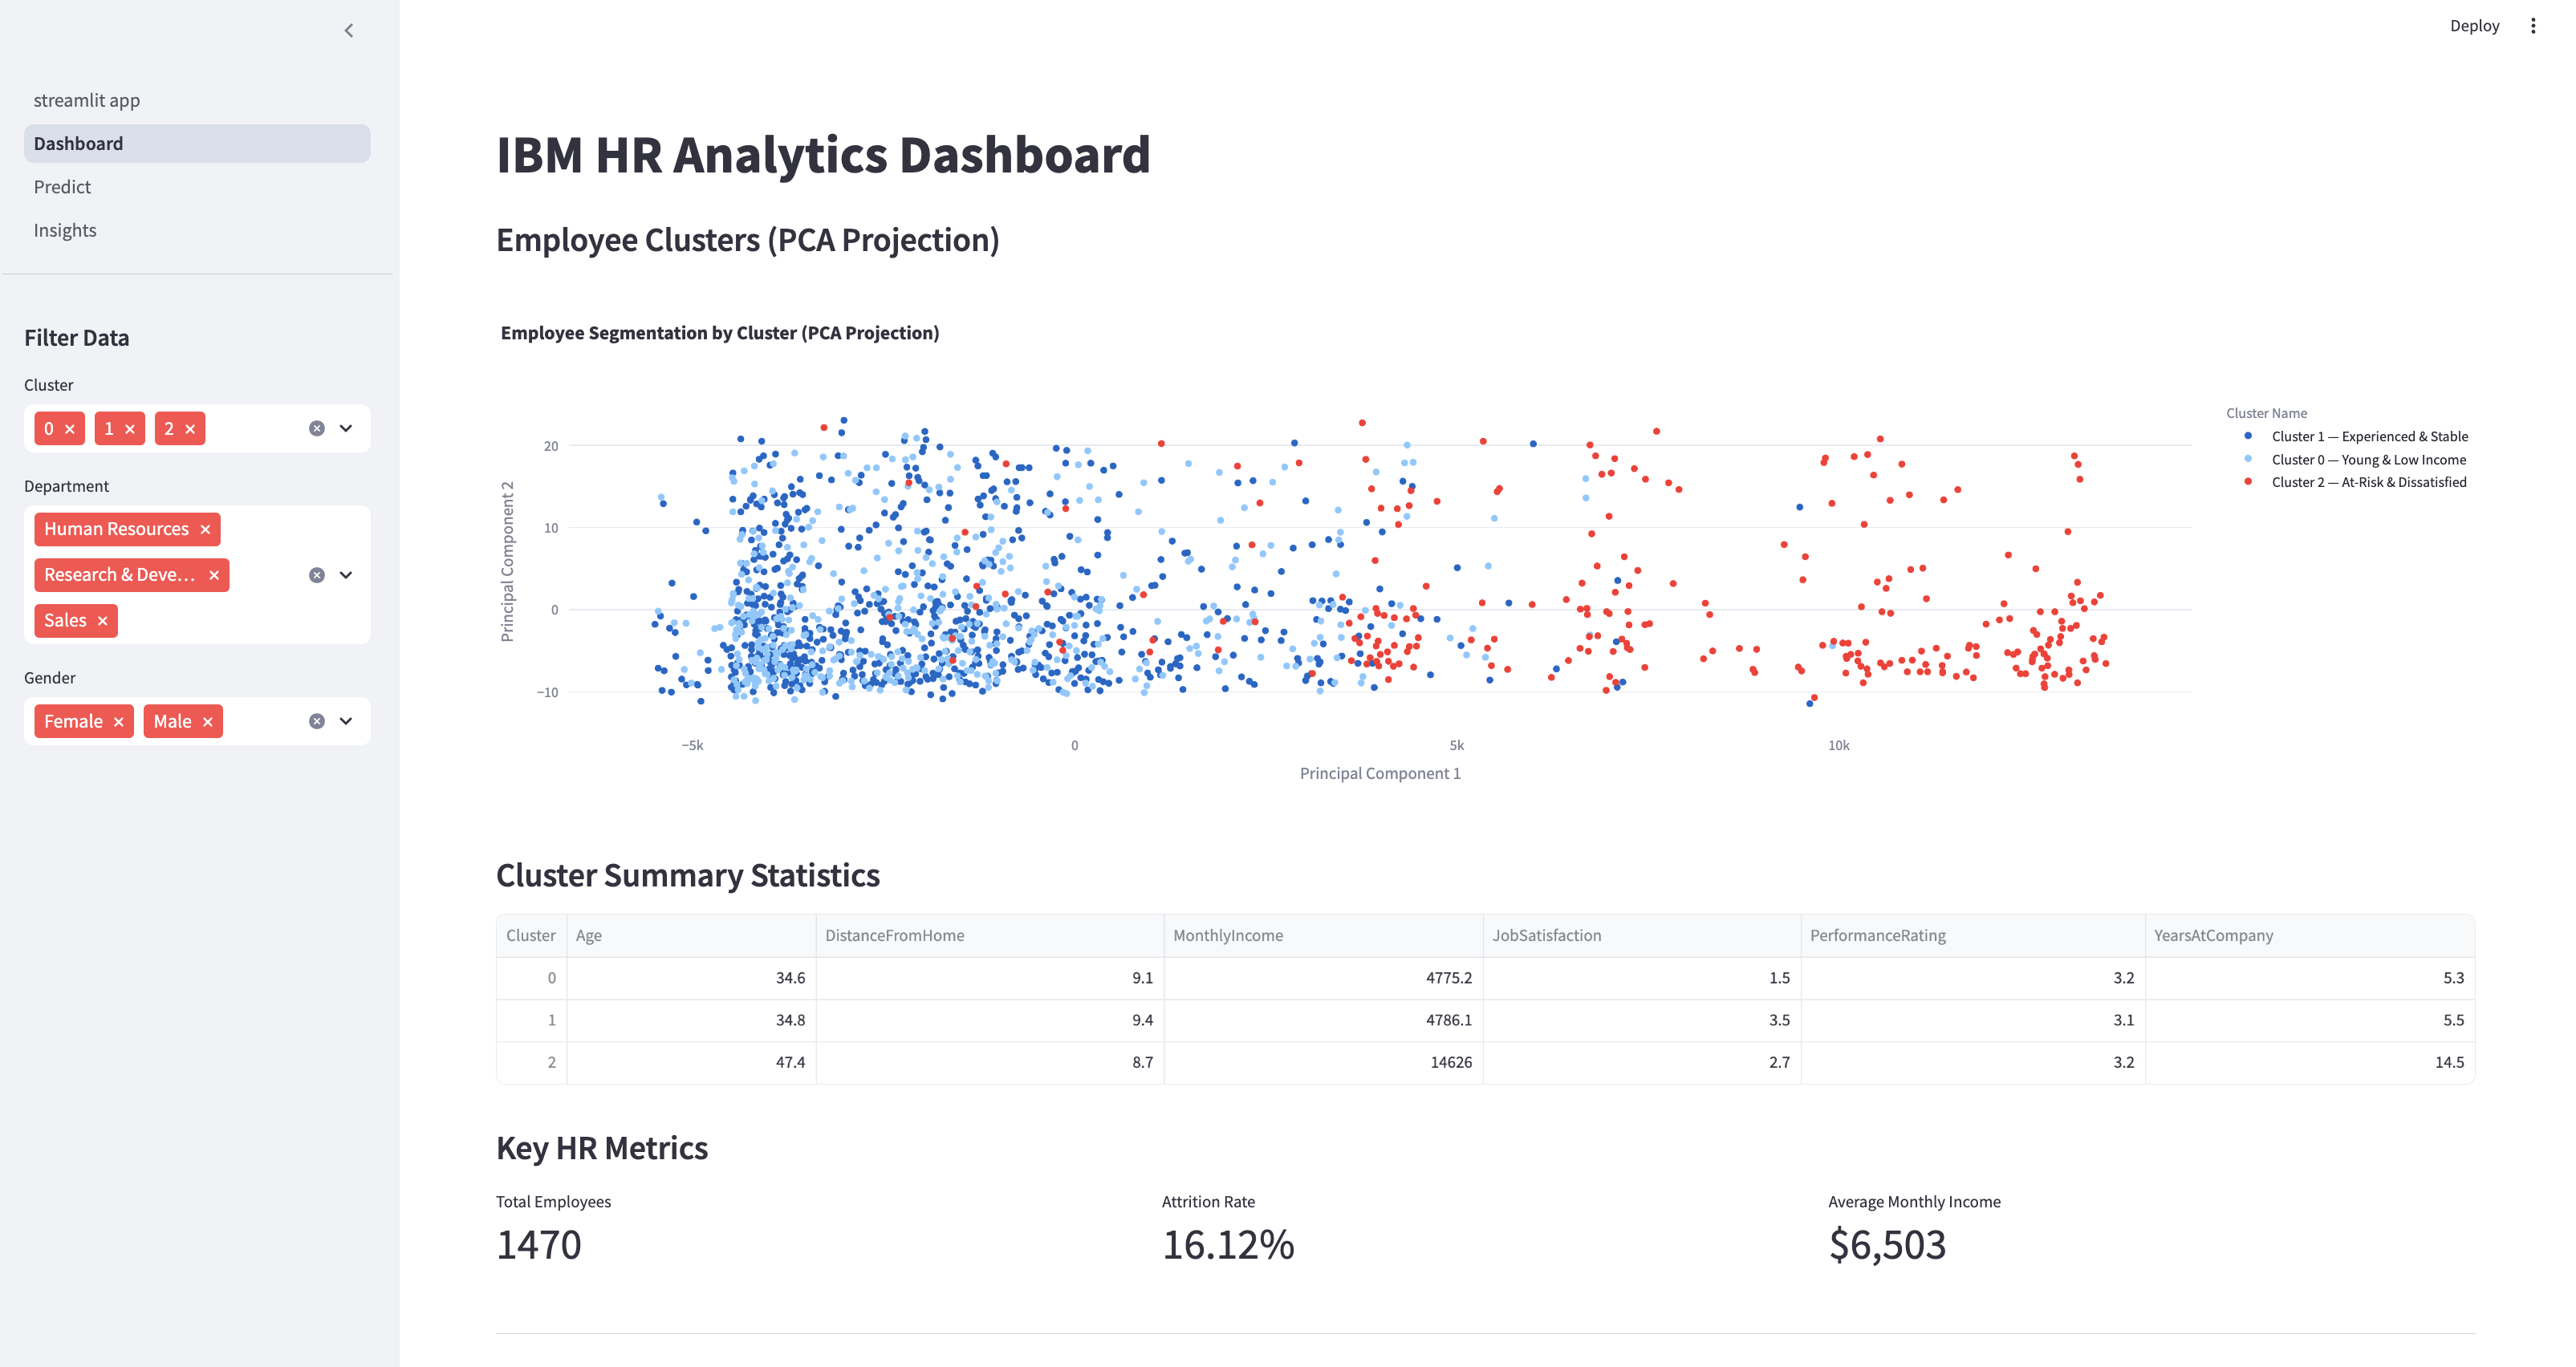 Deploy
streamlit app
Dashboard
Predict
Insights
Filter Data
Cluster
0 1 2
Department
Human Resources
Research & Deve...
Sales
Gender
Female Male
IBM HR Analytics Dashboard
Employee Clusters (PCA Projection)
Employee Segmentation by Cluster (PCA Projection)
20
10
0
−10
Principal Component 2
−5k 0 5k 10k
Principal Component 1
Cluster Name
Cluster 1 — Experienced & Stable
Cluster 0 — Young & Low Income
Cluster 2 — At-Risk & Dissatisfied
Cluster Summary Statistics
Cluster Age DistanceFromHome MonthlyIncome JobSatisfaction PerformanceRating YearsAtCompany
0 34.6 9.1 4775.2 1.5 3.2 5.3
1 34.8 9.4 4786.1 3.5 3.1 5.5
2 47.4 8.7 14626 2.7 3.2 14.5
Key HR Metrics
Total Employees Attrition Rate Average Monthly Income
1470 16.12% $6,503